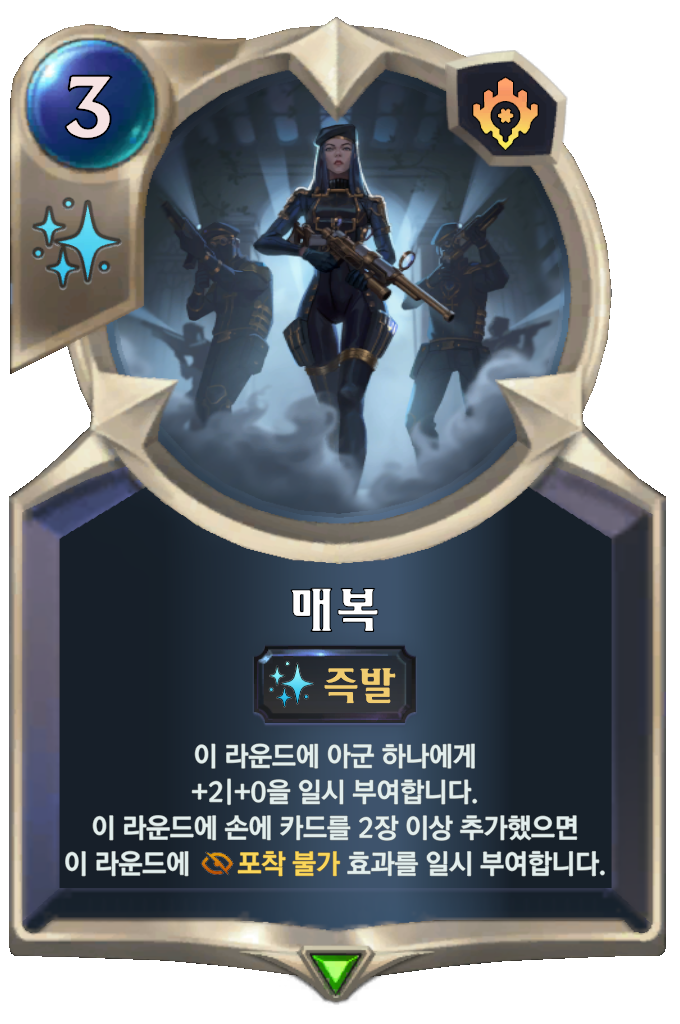 3
매복
즉발
이 라운드에 아군 하나에게
+2|+0을 일시 부여합니다.
이 라운드에 손에 카드를 2장 이상 추가했으면
이 라운드에 포착 불가 효과를 일시 부여합니다.